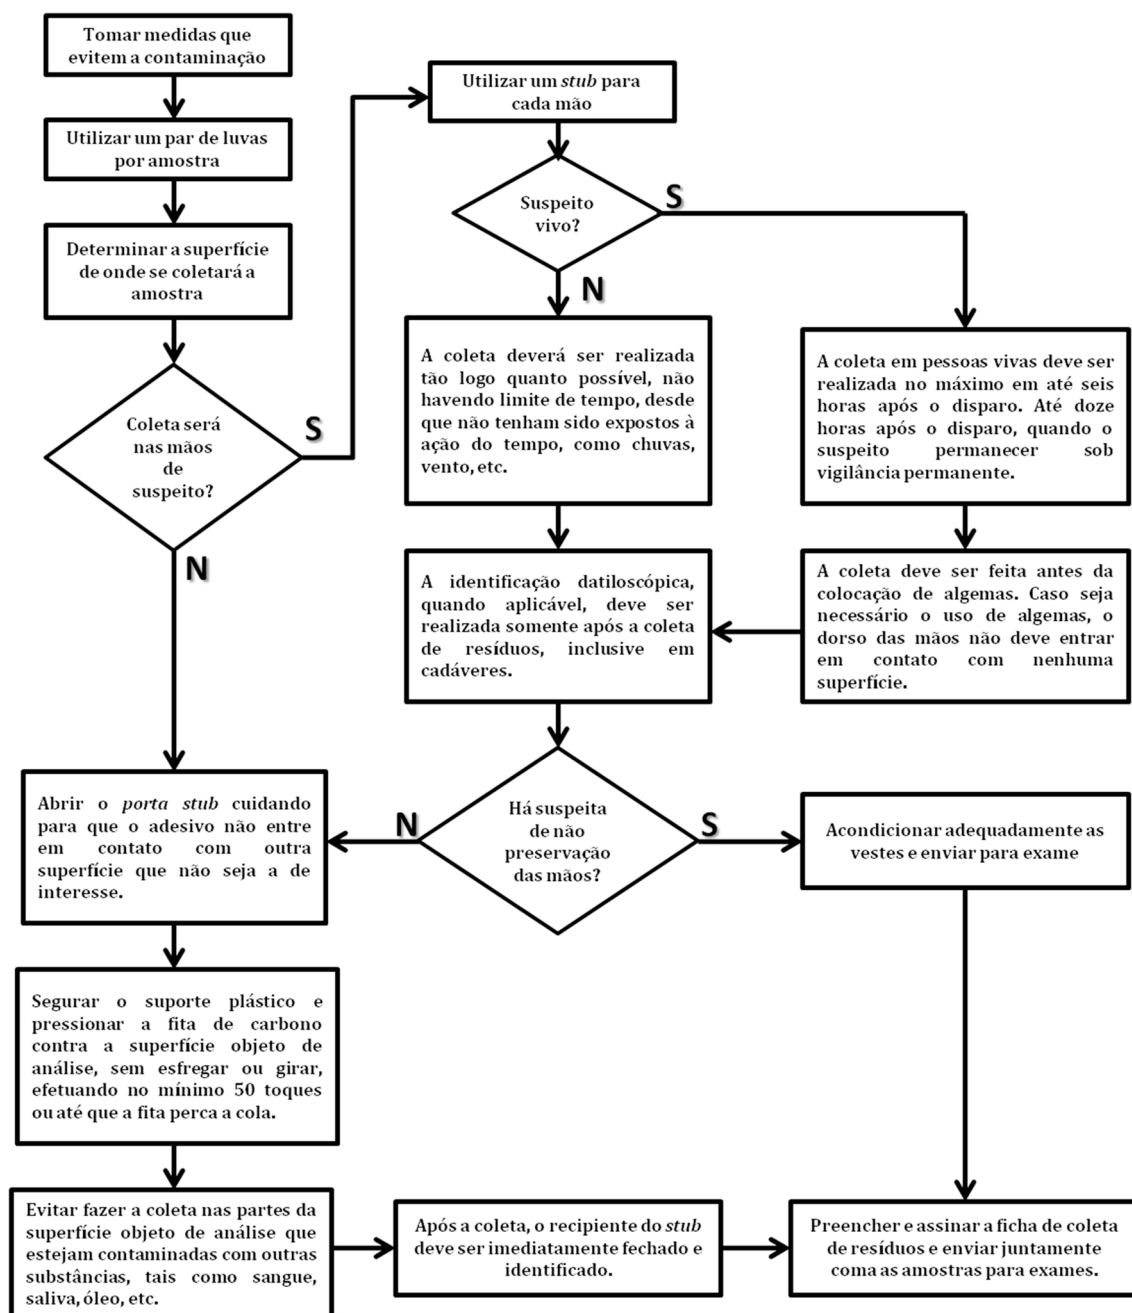 Tomar medidas que
evitem a contaminação
Utilizar um par de luvas
por amostra
Determinar a superfície
de onde se coletará a
amostra
Coleta será
nas mãos
de
suspeito?
S
N
Utilizar um stub para
cada mão
Suspeito
vivo?
S
N
A coleta deverá ser realizada
tão logo quanto possível, não
havendo limite de tempo, desde
que não tenham sido expostos à
ação do tempo, como chuvas,
vento, etc.
A coleta em pessoas vivas deve ser
realizada no máximo em até seis
horas após o disparo. Até doze
horas após o disparo, quando o
suspeito permanecer sob
vigilância permanente.
A identificação datiloscópica,
quando aplicável, deve ser
realizada somente após a coleta
de resíduos, inclusive em
cadáveres.
A coleta deve ser feita antes da
colocação de algemas. Caso seja
necessário o uso de algemas, o
dorso das mãos não deve entrar
em contato com nenhuma
superfície.
Há suspeita
de não
preservação
das mãos?
N
S
Abrir o porta stub cuidando
para que o adesivo não entre
em contato com outra
superfície que não seja a de
interesse.
Acondicionar adequadamente as
vestes e enviar para exame
Segurar o suporte plástico e
pressionar a fita de carbono
contra a superfície objeto de
análise, sem esfregar ou girar,
efetuando no mínimo 50 toques
ou até que a fita perca a cola.
Evitar fazer a coleta nas partes da
superfície objeto de análise que
estejam contaminadas com outras
substâncias, tais como sangue,
saliva, óleo, etc.
Após a coleta, o recipiente do stub
deve ser imediatamente fechado e
identificado.
Preencher e assinar a ficha de coleta
de resíduos e enviar juntamente
coma as amostras para exames.